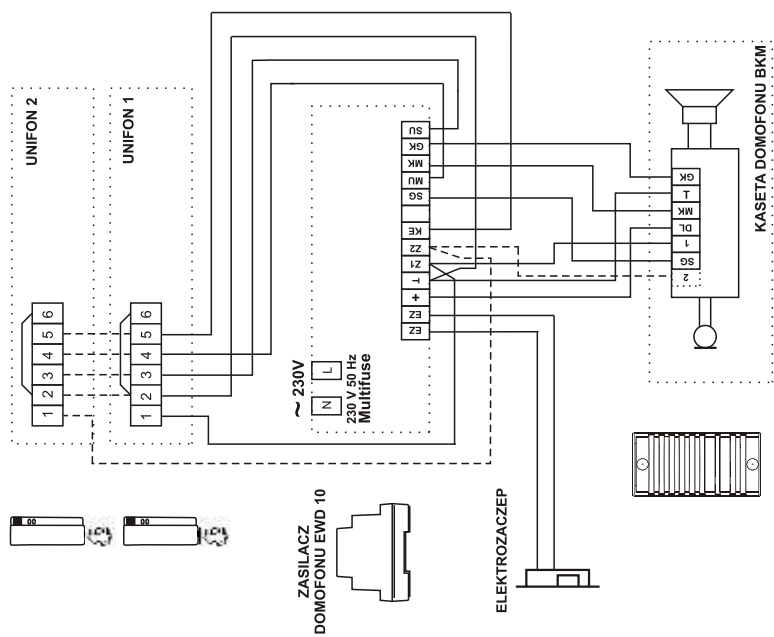 UNIFON 2
UNIFON 1
6
5
4
3
2
1
6
5
4
3
2
1
~ 230V
L
N
230 V 50 Hz
Multifuse
SU
GK
MK
MU
SG
KE
Z2
Z1
⊥
+
EZ
EZ
KASETA DOMOFONU BKM
GK
⊥
MK
DL
1
SG
2
ZASILACZ
DOMOFONU EWD 10
ELEKTROZACZEP